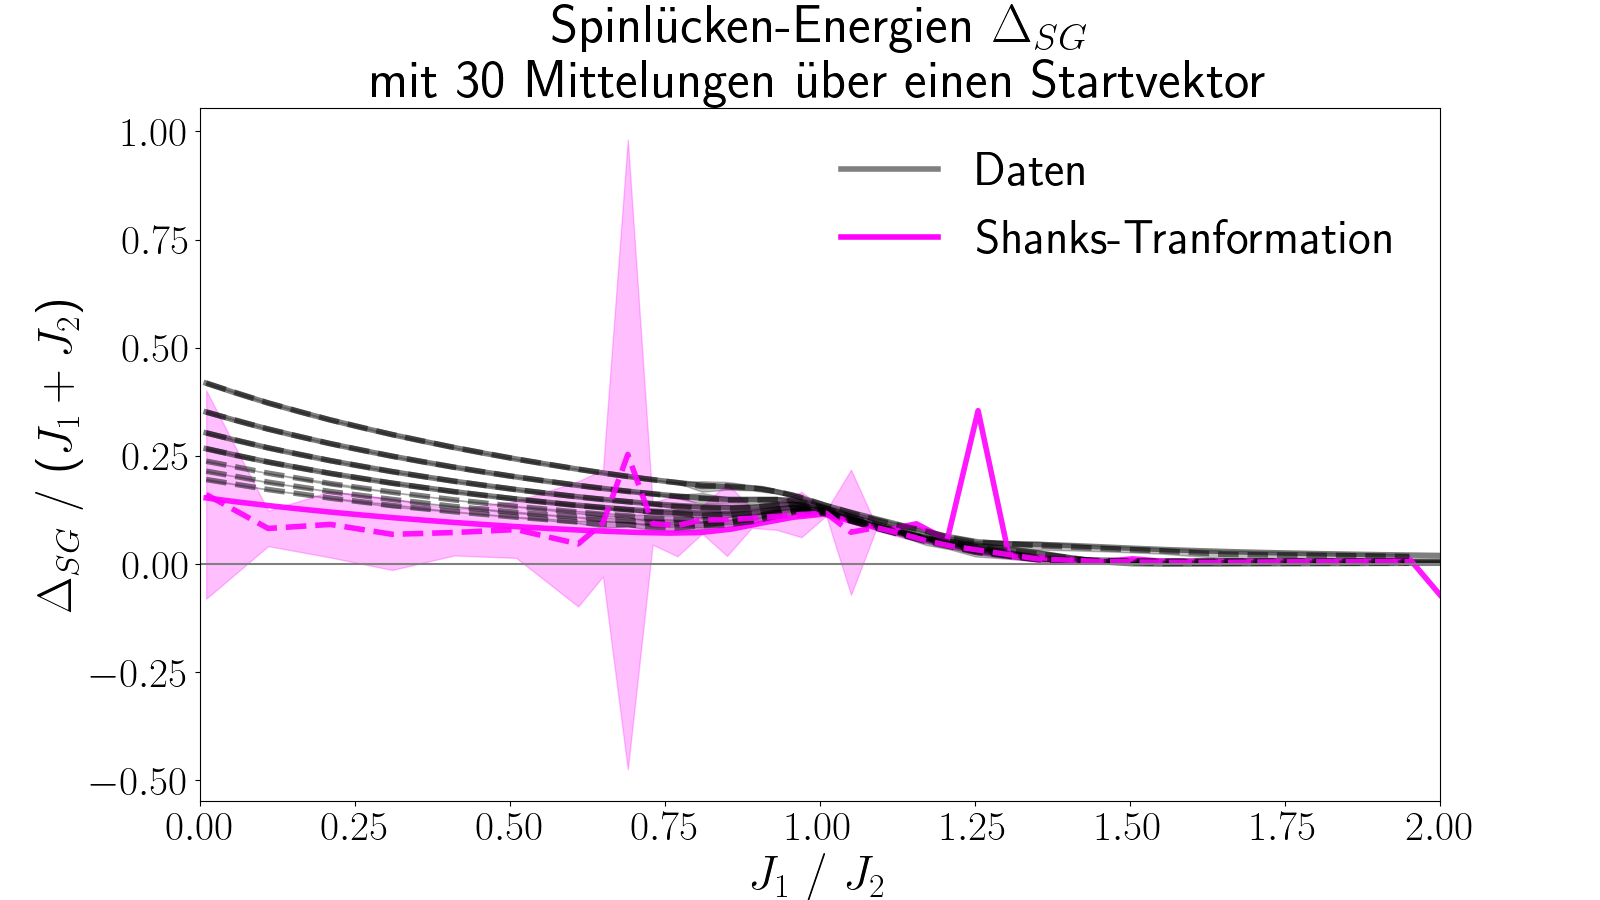 Spinlücken-Energien Δ_SG
mit 30 Mittelungen über einen Startvektor
Daten
Shanks-Tranformation
Δ_SG / (J_1 + J_2)
1.00
0.75
0.50
0.25
0.00
−0.25
−0.50
0.00 0.25 0.50 0.75 1.00 1.25 1.50 1.75 2.00
J_1 / J_2